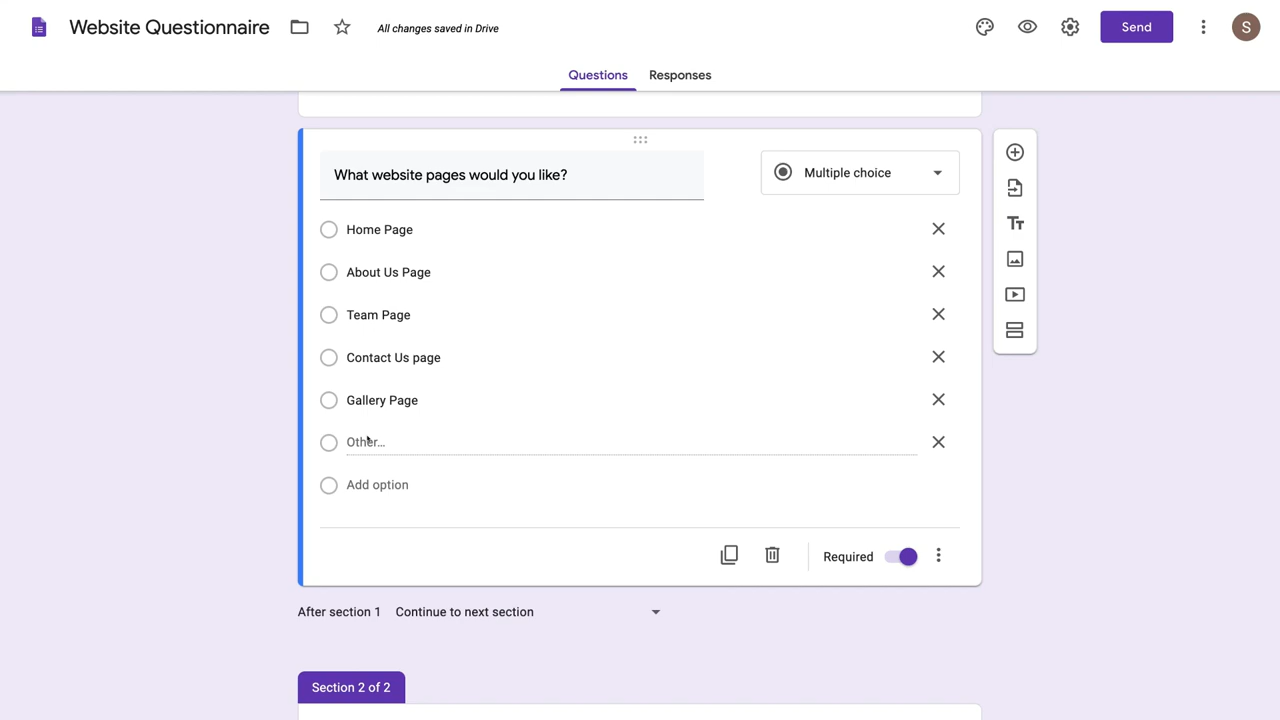 Website Questionnaire
All changes saved in Drive
Send
S
Questions
Responses
What website pages would you like?
Multiple choice
Home Page
About Us Page
Team Page
Contact Us page
Gallery Page
Other...
Add option
Required
After section 1 Continue to next section
Section 2 of 2